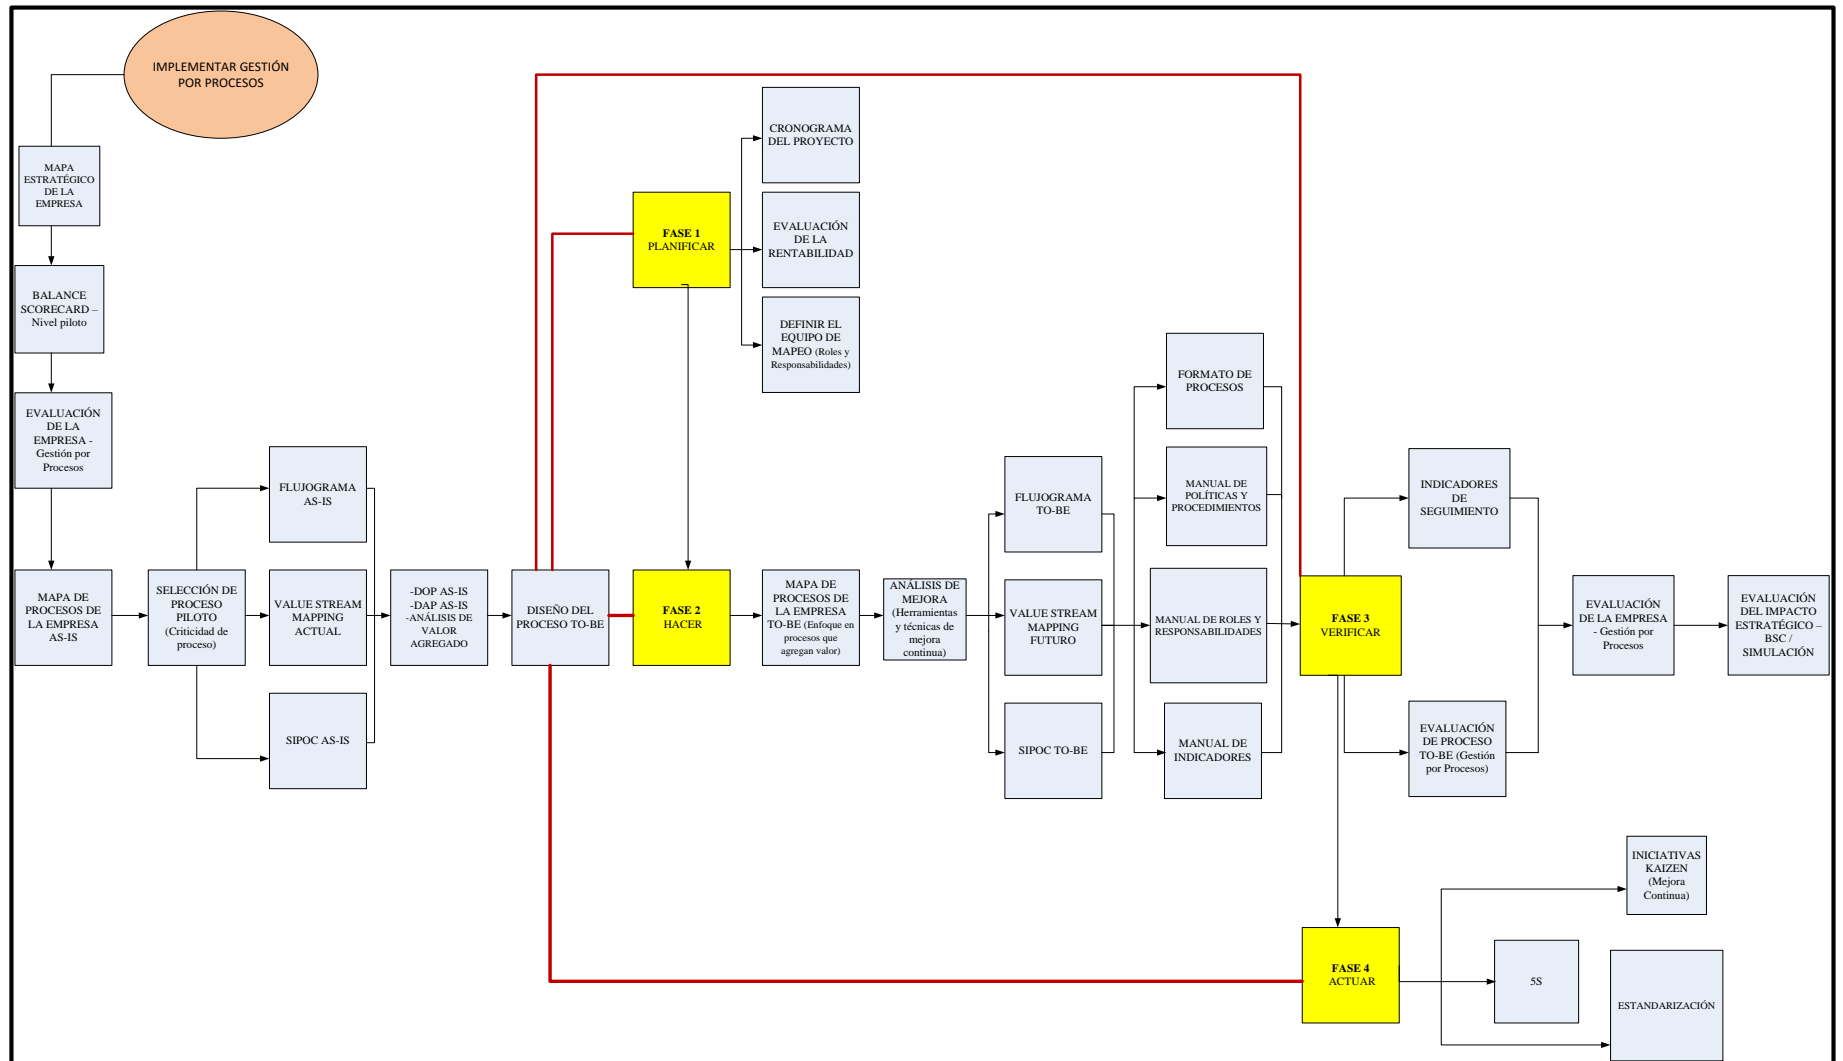 IMPLEMENTAR GESTIÓN
POR PROCESOS
MAPA
ESTRATÉGICO
DE LA
EMPRESA
BALANCE
SCORECARD –
Nivel piloto
EVALUACIÓN
DE LA
EMPRESA -
Gestión por
Procesos
MAPA DE
PROCESOS DE
LA EMPRESA
AS-IS
SELECCIÓN DE
PROCESO
PILOTO
(Criticidad de
proceso)
FLUJOGRAMA
AS-IS
VALUE STREAM
MAPPING
ACTUAL
SIPOC AS-IS
-DOP AS-IS
-DAP AS-IS
-ANÁLISIS DE
VALOR
AGREGADO
DISEÑO DEL
PROCESO TO-BE
FASE 1
PLANIFICAR
CRONOGRAMA
DEL PROYECTO
EVALUACIÓN
DE LA
RENTABILIDAD
DEFINIR EL
EQUIPO DE
MAPEO (Roles y
Responsabilidades)
FASE 2
HACER
MAPA DE
PROCESOS DE
LA EMPRESA
TO-BE (Enfoque en
procesos que
agregan valor)
ANÁLISIS DE
MEJORA
(Herramientas
y técnicas de
mejora
continua)
FLUJOGRAMA
TO-BE
VALUE STREAM
MAPPING
FUTURO
SIPOC TO-BE
FORMATO DE
PROCESOS
MANUAL DE
POLÍTICAS Y
PROCEDIMIENTOS
MANUAL DE ROLES Y
RESPONSABILIDADES
MANUAL DE
INDICADORES
FASE 3
VERIFICAR
INDICADORES
DE
SEGUIMIENTO
EVALUACIÓN
DE PROCESO
TO-BE (Gestión
por Procesos)
EVALUACIÓN
DE LA EMPRESA
- Gestión por
Procesos
EVALUACIÓN
DEL IMPACTO
ESTRATÉGICO –
BSC /
SIMULACIÓN
FASE 4
ACTUAR
INICIATIVAS
KAIZEN
(Mejora
Continua)
5S
ESTANDARIZACIÓN